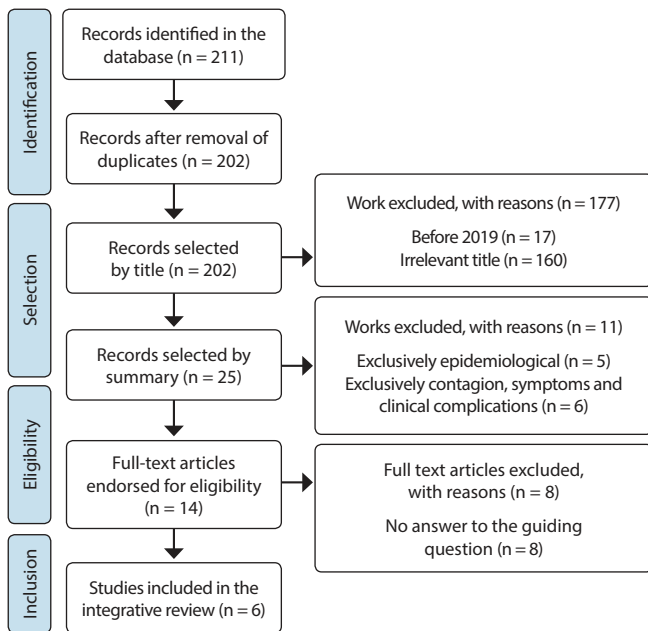 Identification
Records identified in the
database (n = 211)
Records after removal of
duplicates (n = 202)
Selection
Records selected
by title (n = 202)
Work excluded, with reasons (n = 177)
Before 2019 (n = 17)
Irrelevant title (n = 160)
Records selected by
summary (n = 25)
Works excluded, with reasons (n = 11)
Exclusively epidemiological (n = 5)
Exclusively contagion, symptoms and
clinical complications (n = 6)
Eligibility
Full-text articles
endorsed for eligibility
(n = 14)
Full text articles excluded,
with reasons (n = 8)
No answer to the guiding
question (n = 8)
Inclusion
Studies included in the
integrative review (n = 6)